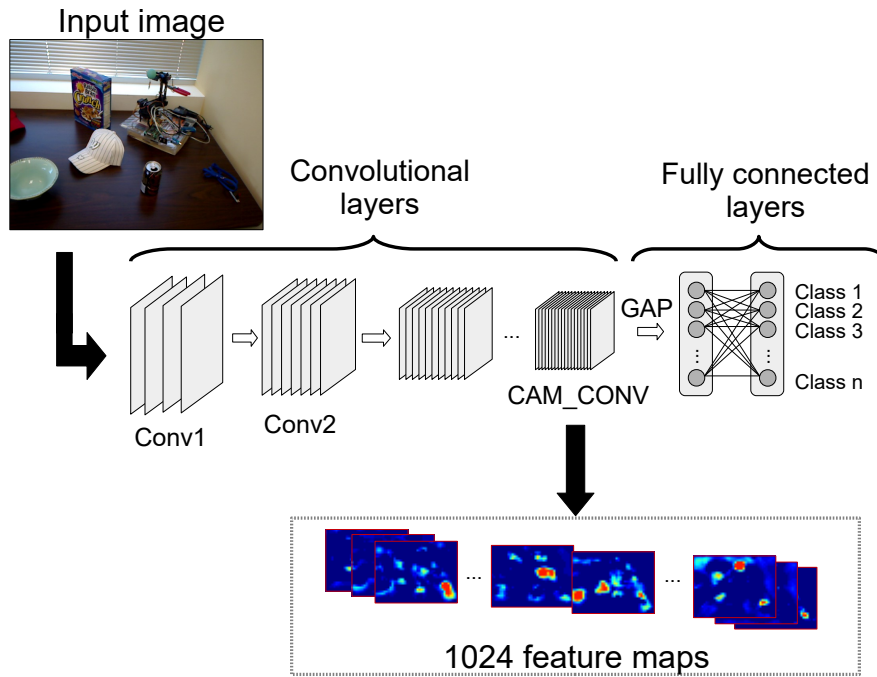 Input image
Convolutional
layers
Fully connected
layers
GAP
Class 1
Class 2
Class 3
...
...
...
Class n
CAM_CONV
Conv1
Conv2
...
...
1024 feature maps